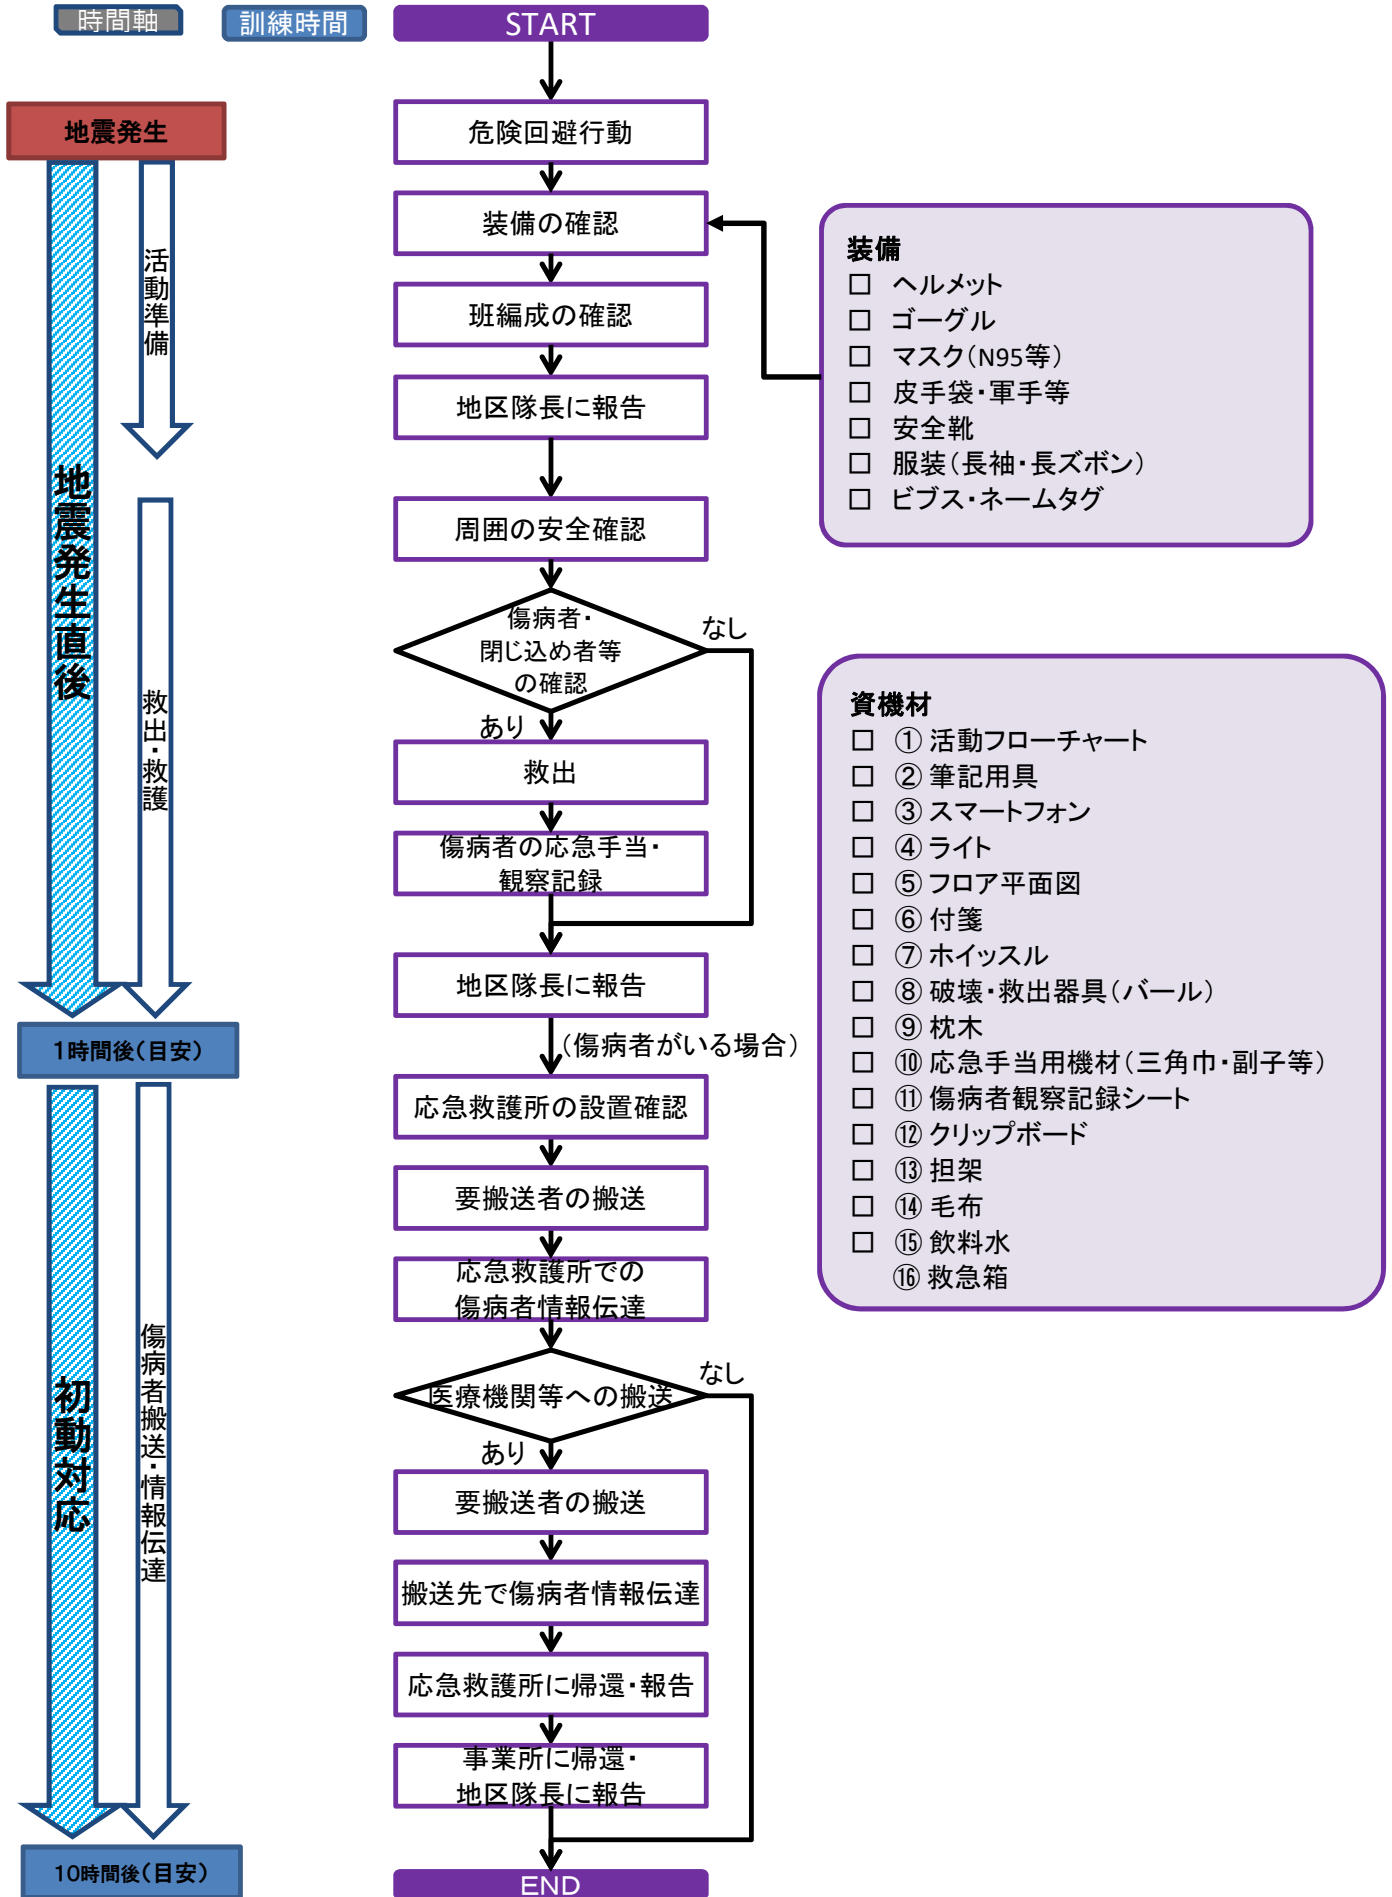 時間軸
訓練時間
START
地震発生
地震発生直後
活動準備
救出・救護
1時間後(目安)
初動対応
傷病者搬送・情報伝達
10時間後(目安)
危険回避行動
装備の確認
班編成の確認
地区隊長に報告
周囲の安全確認
傷病者・
閉じ込め者等
の確認
なし
あり
救出
傷病者の応急手当・
観察記録
地区隊長に報告
(傷病者がいる場合)
応急救護所の設置確認
要搬送者の搬送
応急救護所での
傷病者情報伝達
医療機関等への搬送
なし
あり
要搬送者の搬送
搬送先で傷病者情報伝達
応急救護所に帰還・報告
事業所に帰還・
地区隊長に報告
END
装備
□ ヘルメット
□ ゴーグル
□ マスク(N95等)
□ 皮手袋・軍手等
□ 安全靴
□ 服装(長袖・長ズボン)
□ ビブス・ネームタグ
資機材
□ ①活動フローチャート
□ ②筆記用具
□ ③スマートフォン
□ ④ライト
□ ⑤フロア平面図
□ ⑥付箋
□ ⑦ホイッスル
□ ⑧破壊・救出器具(バール)
□ ⑨枕木
□ ⑩応急手当用機材(三角巾・副子等)
□ ⑪傷病者観察記録シート
□ ⑫クリップボード
□ ⑬担架
□ ⑭毛布
□ ⑮飲料水
⑯救急箱